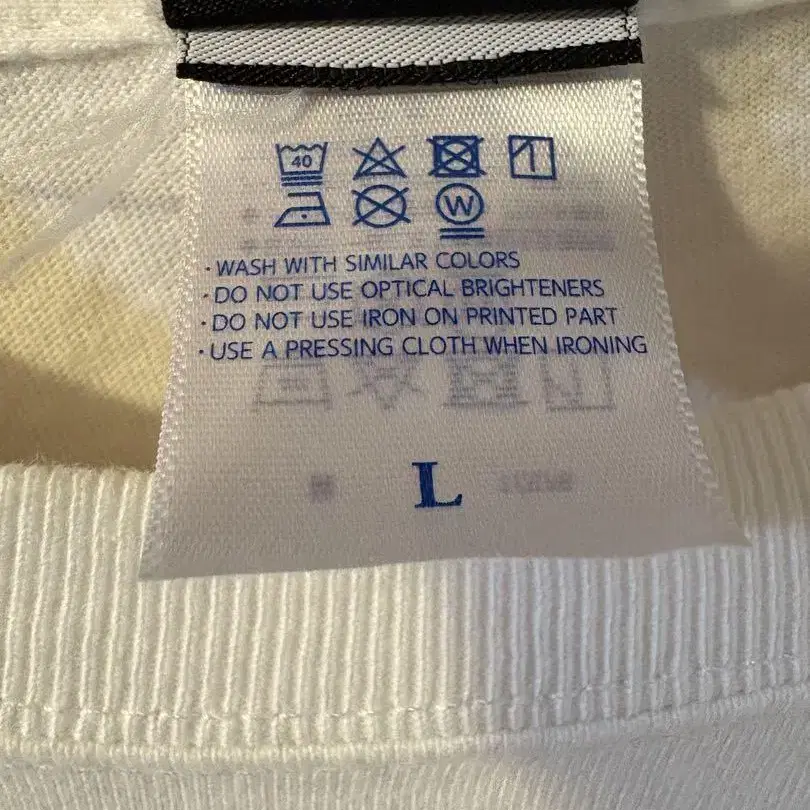 40
W
· WASH WITH SIMILAR COLORS
· DO NOT USE OPTICAL BRIGHTENERS
· DO NOT USE IRON ON PRINTED PART
· USE A PRESSING CLOTH WHEN IRONING
L